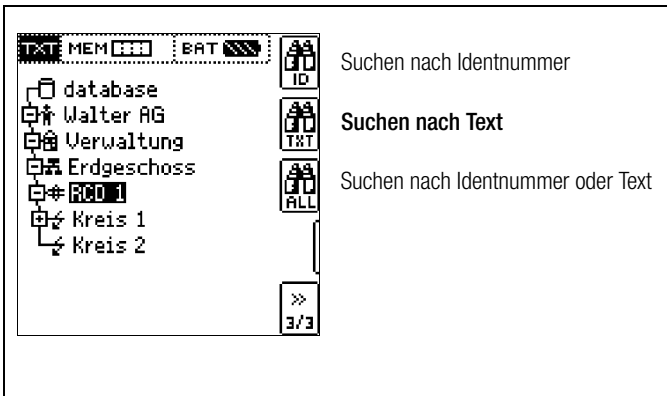 TXT MEM BAT
ID
Suchen nach Identnummer
database
Walter AG
TXT
Suchen nach Text
Verwaltung
Erdgeschoss
ALL
Suchen nach Identnummer oder Text
RCD 1
Kreis 1
Kreis 2
»
3/3